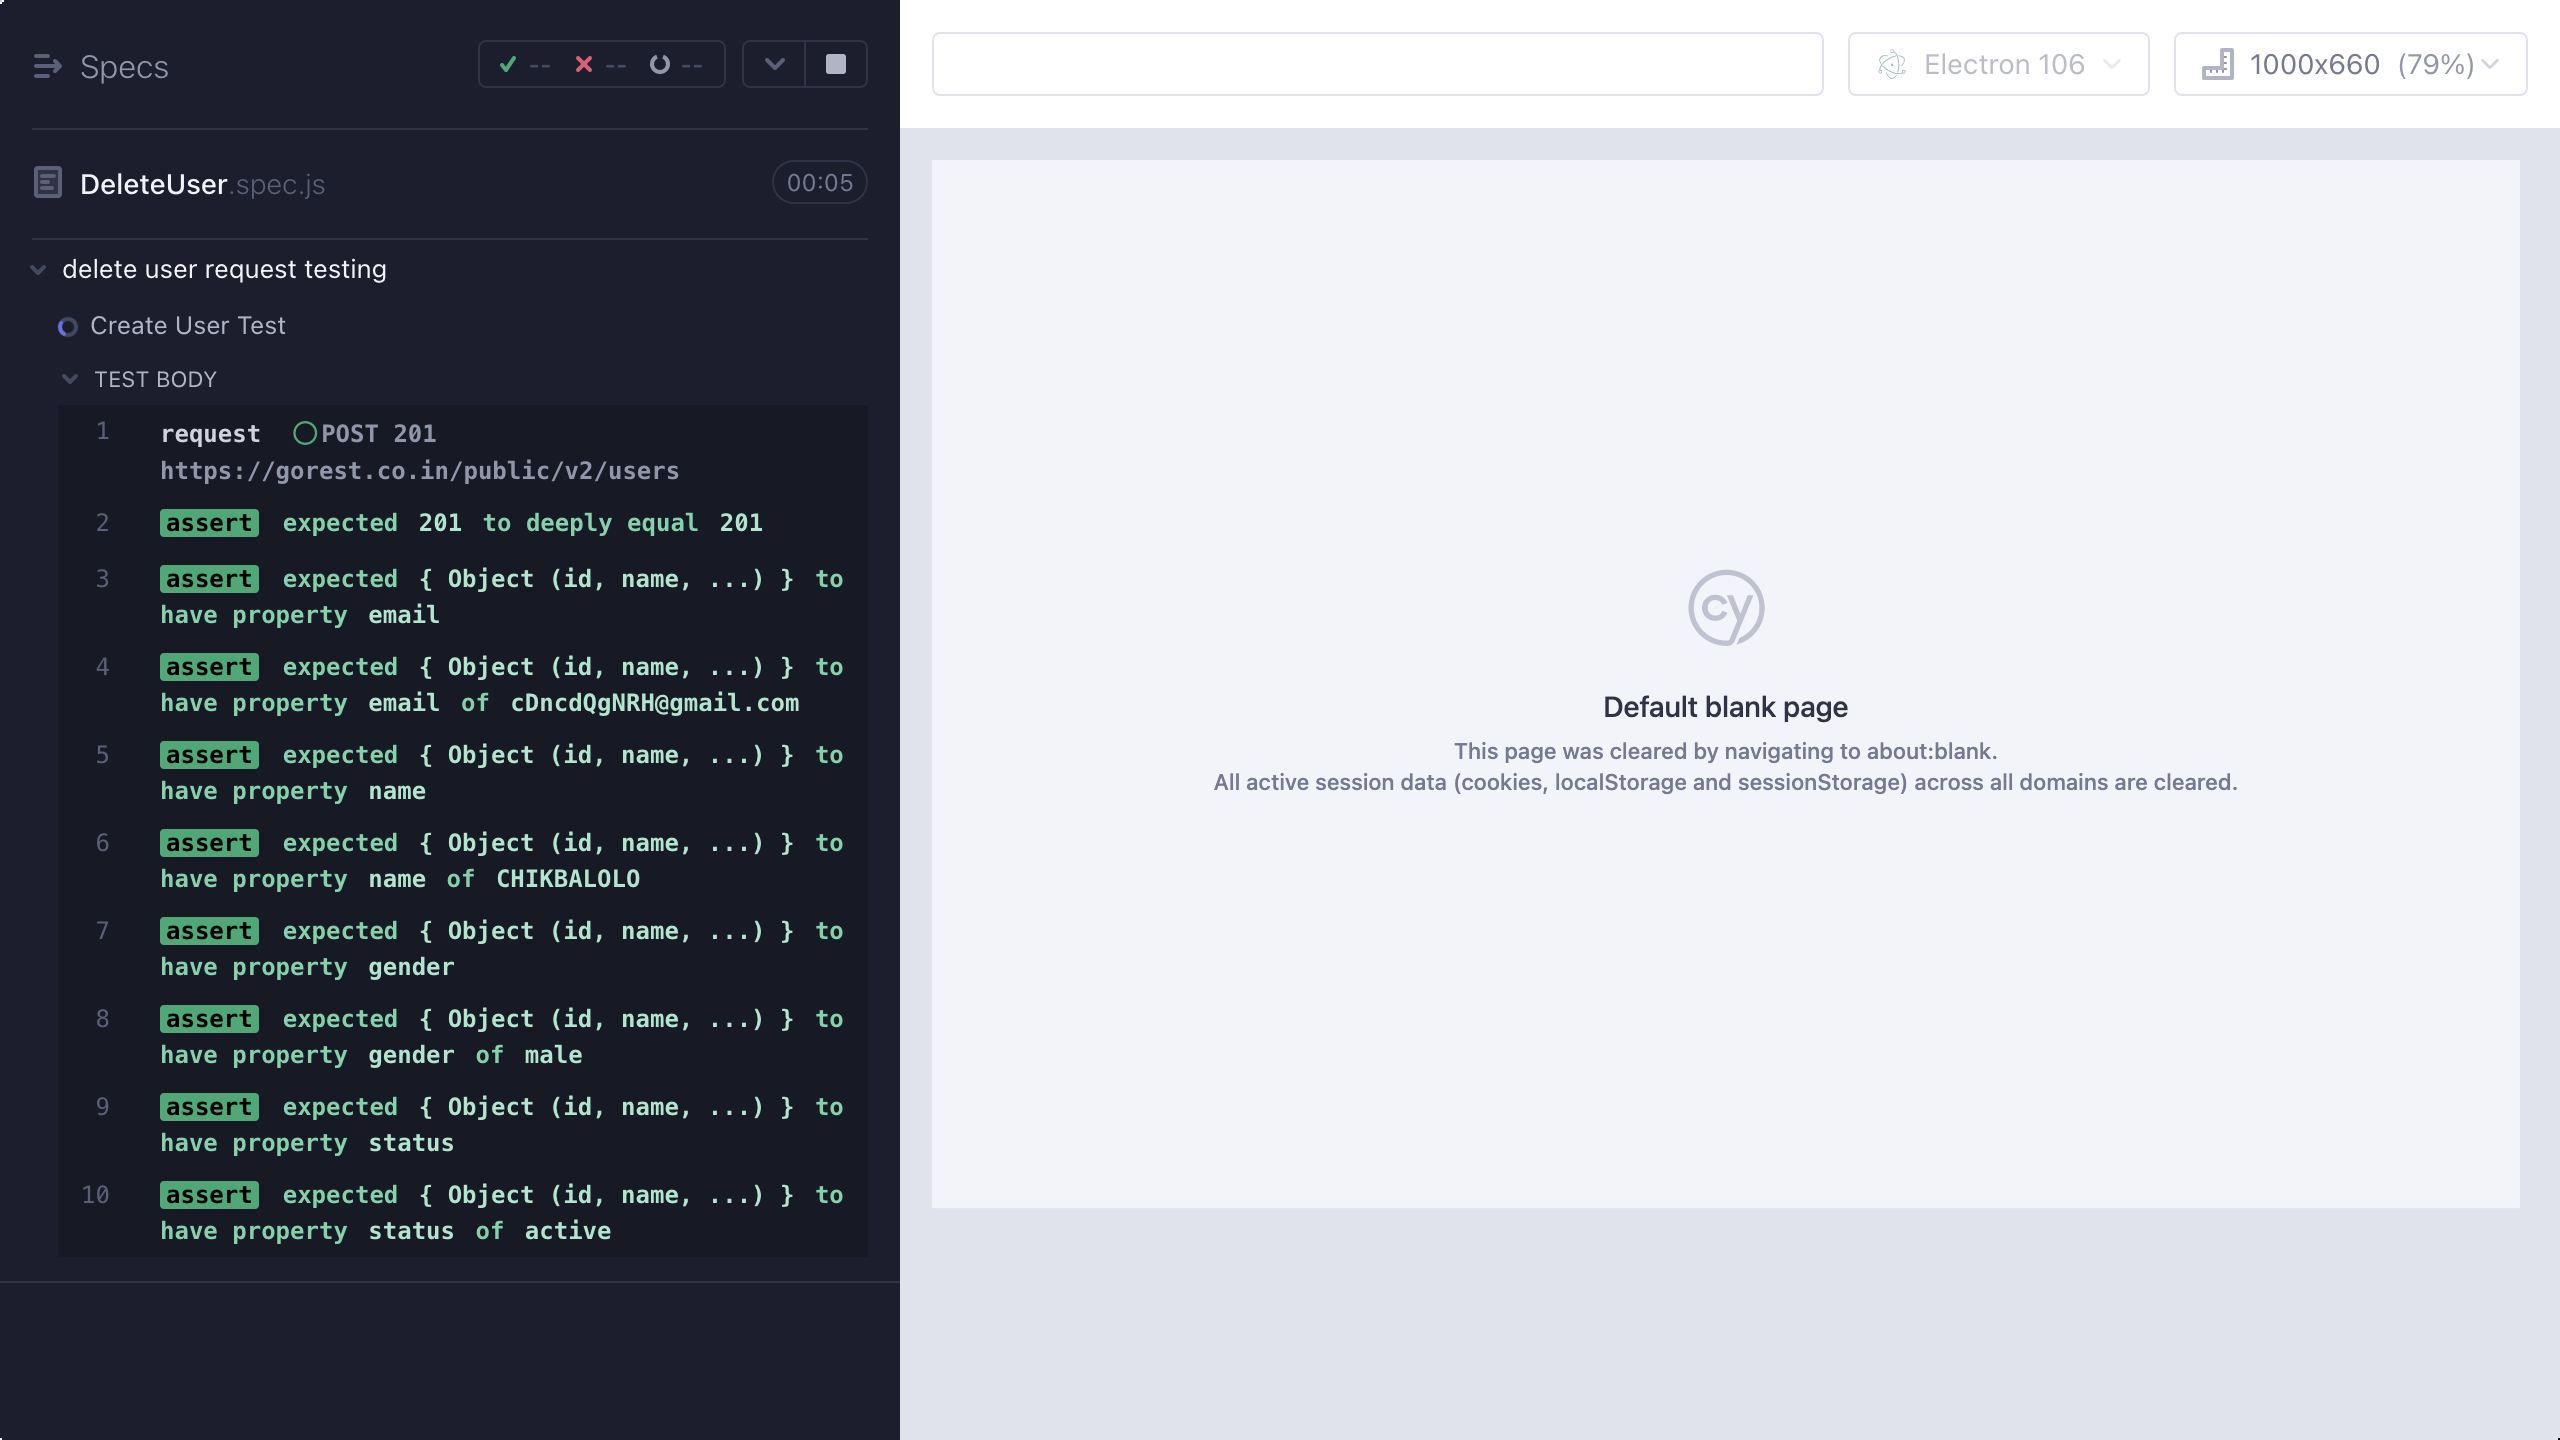 Specs
-- -- --
Electron 106
1000x660 (79%)
DeleteUser.spec.js
00:05
delete user request testing
Create User Test
TEST BODY
1 request POST 201
https://gorest.co.in/public/v2/users
2 assert expected 201 to deeply equal 201
3 assert expected { Object (id, name, ...) } to
have property email
4 assert expected { Object (id, name, ...) } to
have property email of cDncdQgNRH@gmail.com
5 assert expected { Object (id, name, ...) } to
have property name
6 assert expected { Object (id, name, ...) } to
have property name of CHIKBALOLO
7 assert expected { Object (id, name, ...) } to
have property gender
8 assert expected { Object (id, name, ...) } to
have property gender of male
9 assert expected { Object (id, name, ...) } to
have property status
10 assert expected { Object (id, name, ...) } to
have property status of active
cy
Default blank page
This page was cleared by navigating to about:blank.
All active session data (cookies, localStorage and sessionStorage) across all domains are cleared.